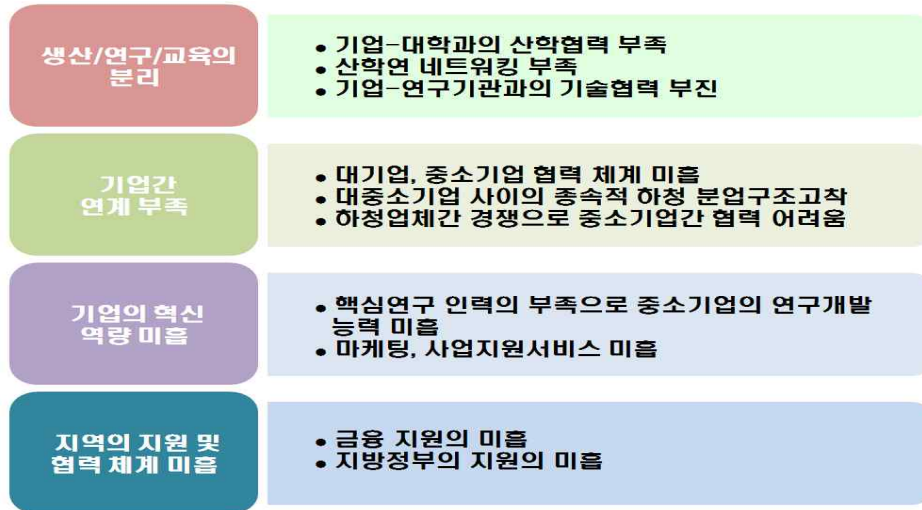 생산/연구/교육의
분리
• 기업-대학과의 산학협력 부족
• 산학연 네트워킹 부족
• 기업-연구기관과의 기술협력 부진
기업간
연계 부족
• 대기업, 중소기업 협력 체계 미흡
• 대중소기업 사이의 종속적 하청 분업구조고착
• 하청업체간 경쟁으로 중소기업간 협력 어려움
기업의 혁신
역량 미흡
• 핵심연구 인력의 부족으로 중소기업의 연구개발
능력 미흡
• 마케팅, 사업지원서비스 미흡
지역의 지원 및
협력 체계 미흡
• 금융 지원의 미흡
• 지방정부의 지원의 미흡